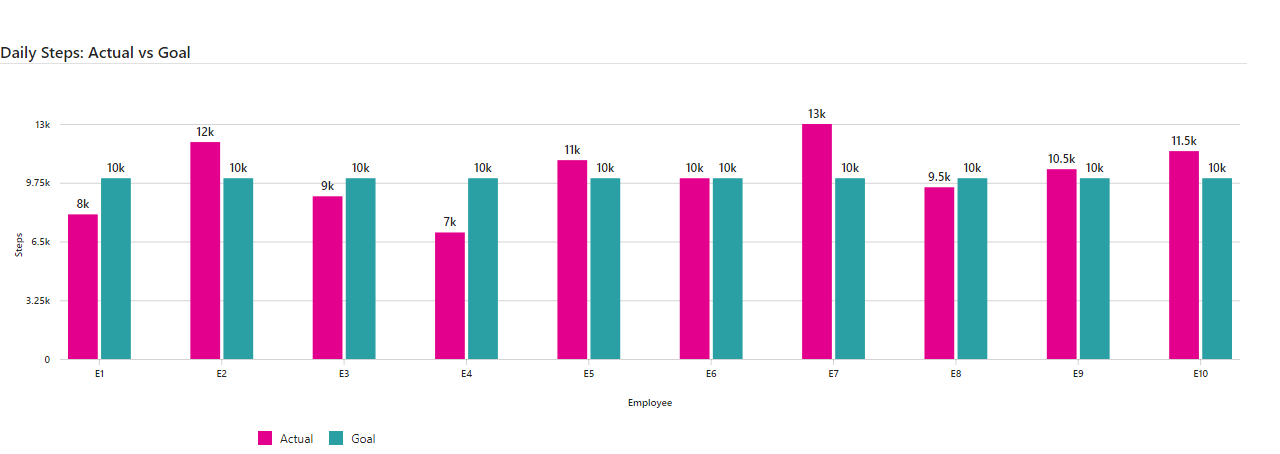 Daily Steps: Actual vs Goal
13k
12k
13k
11.5k
11k
10k 10k 10k 10k 10k 10k 10k 10k 10.5k 10k 10k 10k
9.75k
9k
9.5k
8k
7k
6.5k
Steps
3.25k
0
E1 E2 E3 E4 E5 E6 E7 E8 E9 E10
Employee
Actual Goal